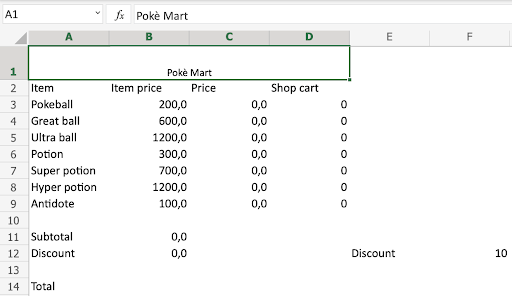 A1 fx Pokè Mart
A B C D E F
1 Pokè Mart
2 Item Item price Price Shop cart
3 Pokeball 200,0 0,0 0
4 Great ball 600,0 0,0 0
5 Ultra ball 1200,0 0,0 0
6 Potion 300,0 0,0 0
7 Super potion 700,0 0,0 0
8 Hyper potion 1200,0 0,0 0
9 Antidote 100,0 0,0 0
10
11 Subtotal 0,0
12 Discount 0,0 Discount 10
13
14 Total